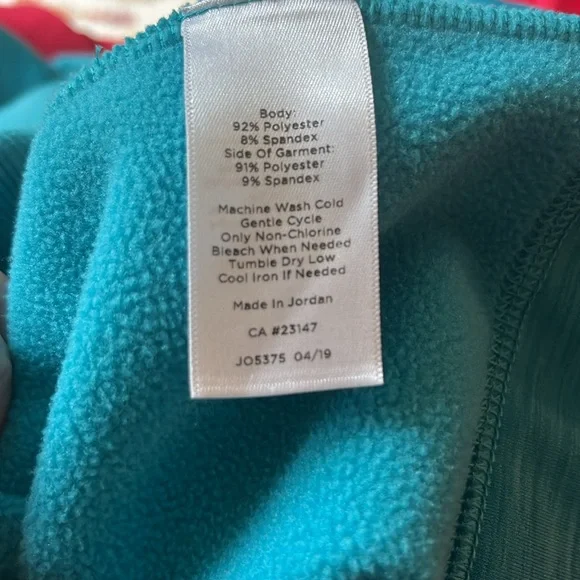 Body:
92% Polyester
8% Spandex
Side Of Garment:
91% Polyester
9% Spandex
Machine Wash Cold
Gentle Cycle
Only Non-Chlorine
Bleach When Needed
Tumble Dry Low
Cool Iron If Needed
Made In Jordan
CA #23147
JO5375 04/19